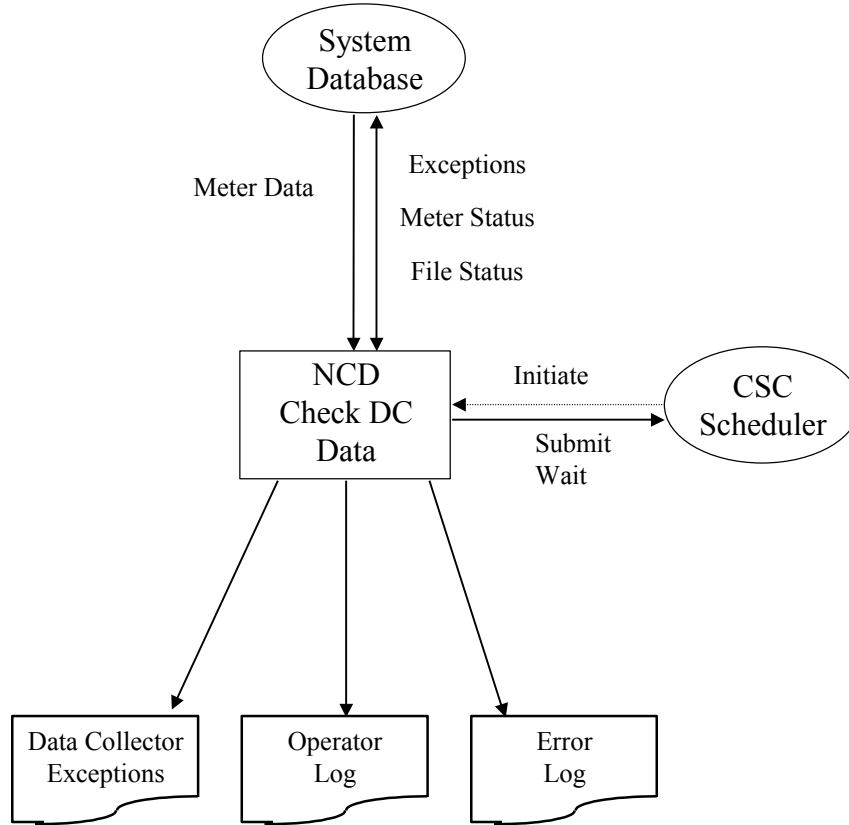 System
Database
Meter Data
Exceptions
Meter Status
File Status
NCD
Check DC
Data
Initiate
Submit
Wait
CSC
Scheduler
Data Collector
Exceptions
Operator
Log
Error
Log